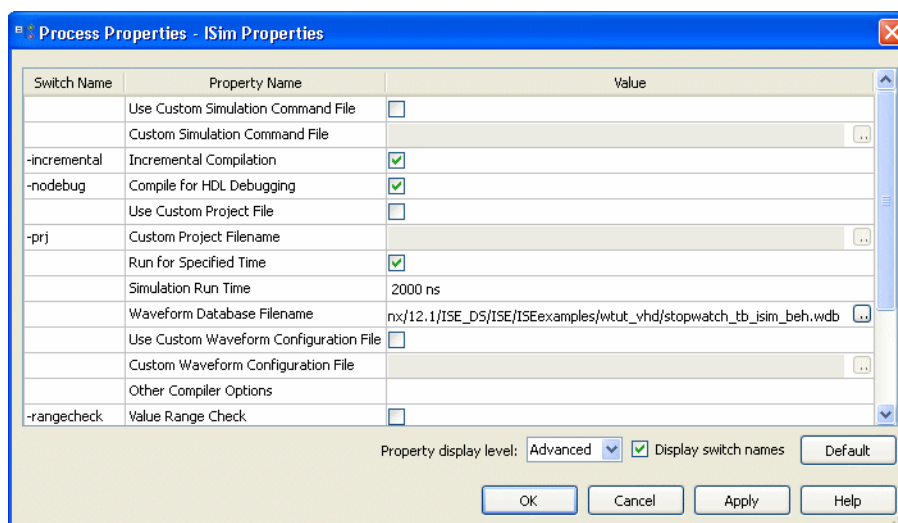 Process Properties - ISim Properties
Switch Name Property Name Value
Use Custom Simulation Command File
Custom Simulation Command File ..
-incremental Incremental Compilation
-nodebug Compile for HDL Debugging
Use Custom Project File
-prj Custom Project Filename ..
Run for Specified Time
Simulation Run Time 2000 ns
Waveform Database Filename nx/12.1/ISE_DS/ISE/ISEexamples/wtut_vhd/stopwatch_tb_isim_beh.wdb ..
Use Custom Waveform Configuration File
Custom Waveform Configuration File ..
Other Compiler Options
-rangecheck Value Range Check
Property display level: Advanced Display switch names Default
OK Cancel Apply Help